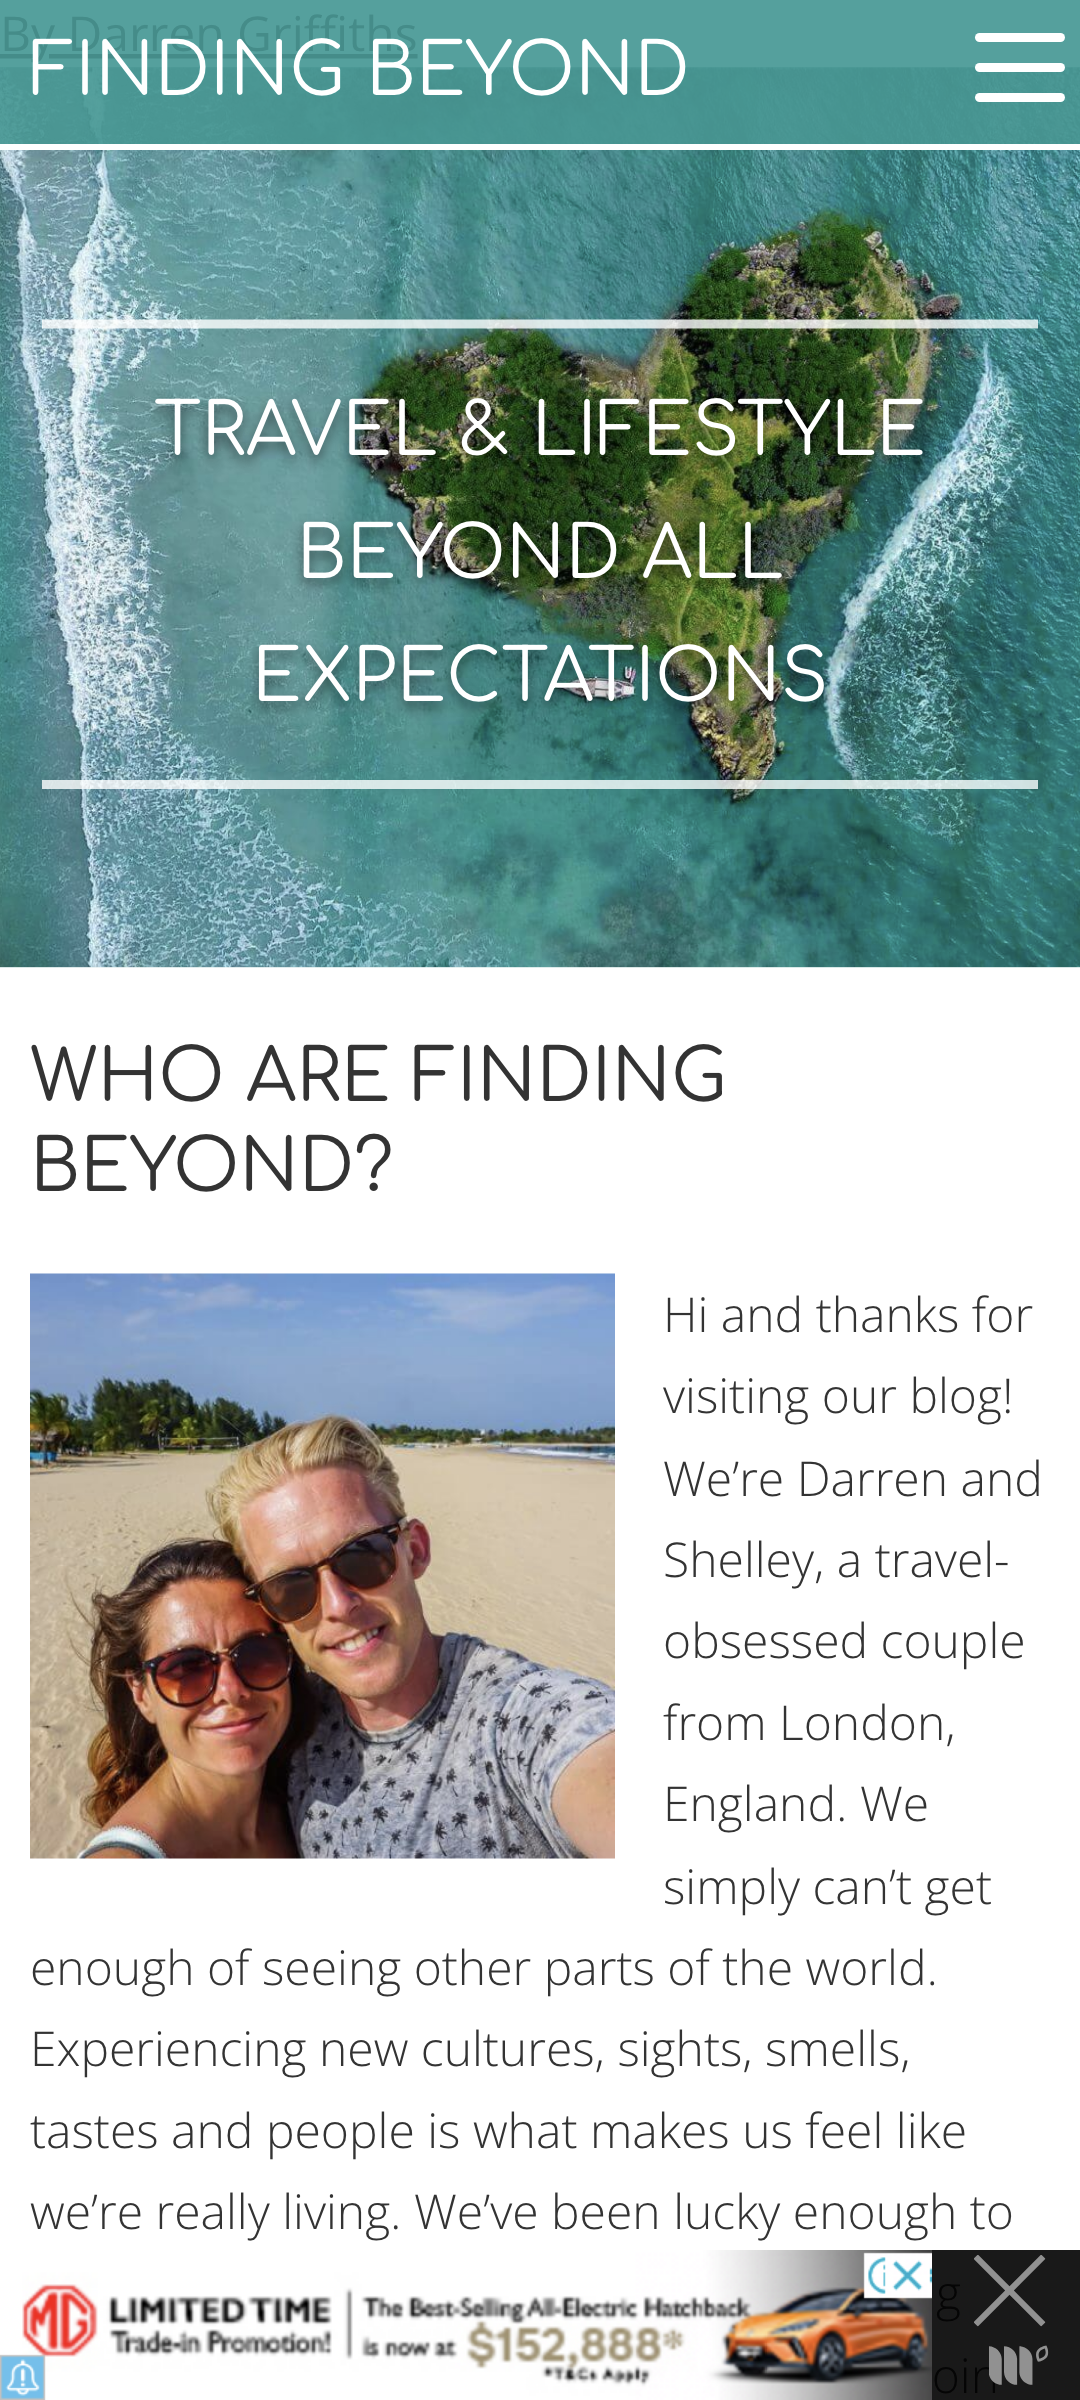 By Darren Griffiths
FINDING BEYOND
TRAVEL & LIFESTYLE
BEYOND ALL
EXPECTATIONS
WHO ARE FINDING
BEYOND?
Hi and thanks for
visiting our blog!
We’re Darren and
Shelley, a travel-
obsessed couple
from London,
England. We
simply can’t get
enough of seeing other parts of the world.
Experiencing new cultures, sights, smells,
tastes and people is what makes us feel like
we’re really living. We’ve been lucky enough to
MG
LIMITED TIME
Trade-in Promotion!
The Best-Selling All-Electric Hatchback
is now at $152,888*
*T&Cs Apply